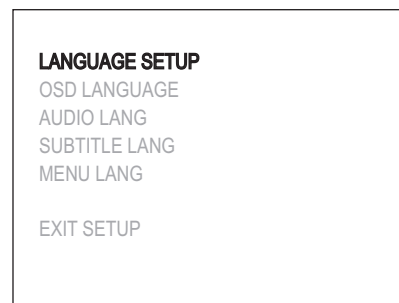 LANGUAGE SETUP
OSD LANGUAGE
AUDIO LANG
SUBTITLE LANG
MENU LANG
EXIT SETUP